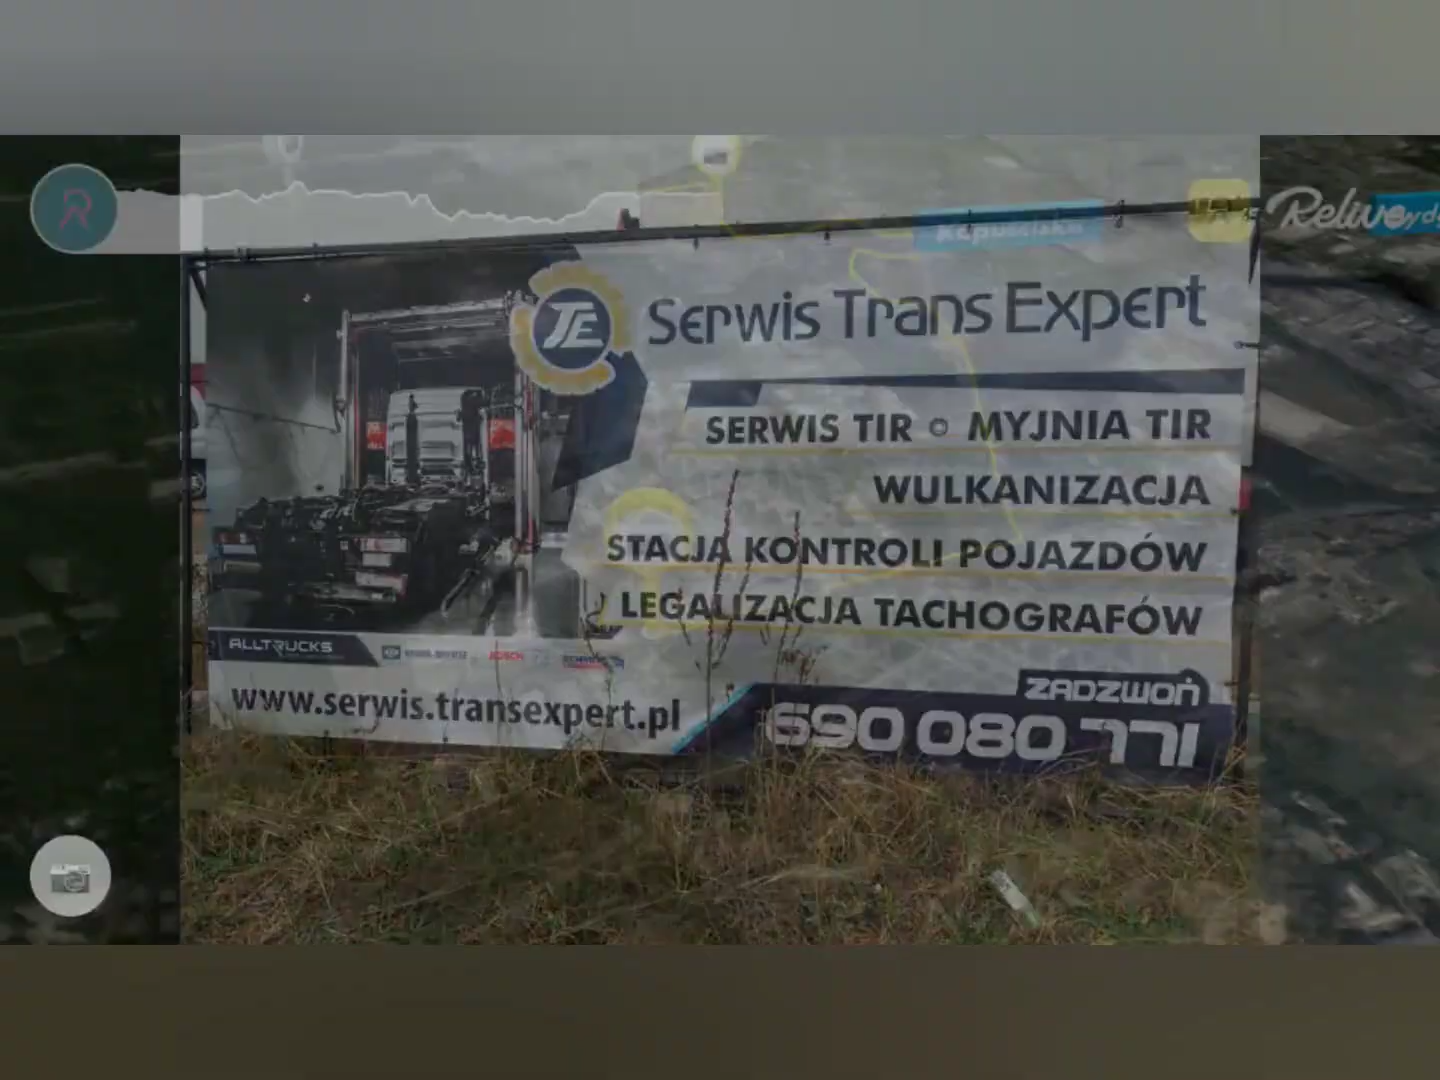 Relive
Serwis Trans Expert
TE
SERWIS TIR MYJNIA TIR
WULKANIZACJA
STACJA KONTROLI POJAZDÓW
LEGALIZACJA TACHOGRAFÓW
ALLTRUCKS
BOSCH
www.serwis.transexpert.pl
ZADZWOŃ
690 080 771